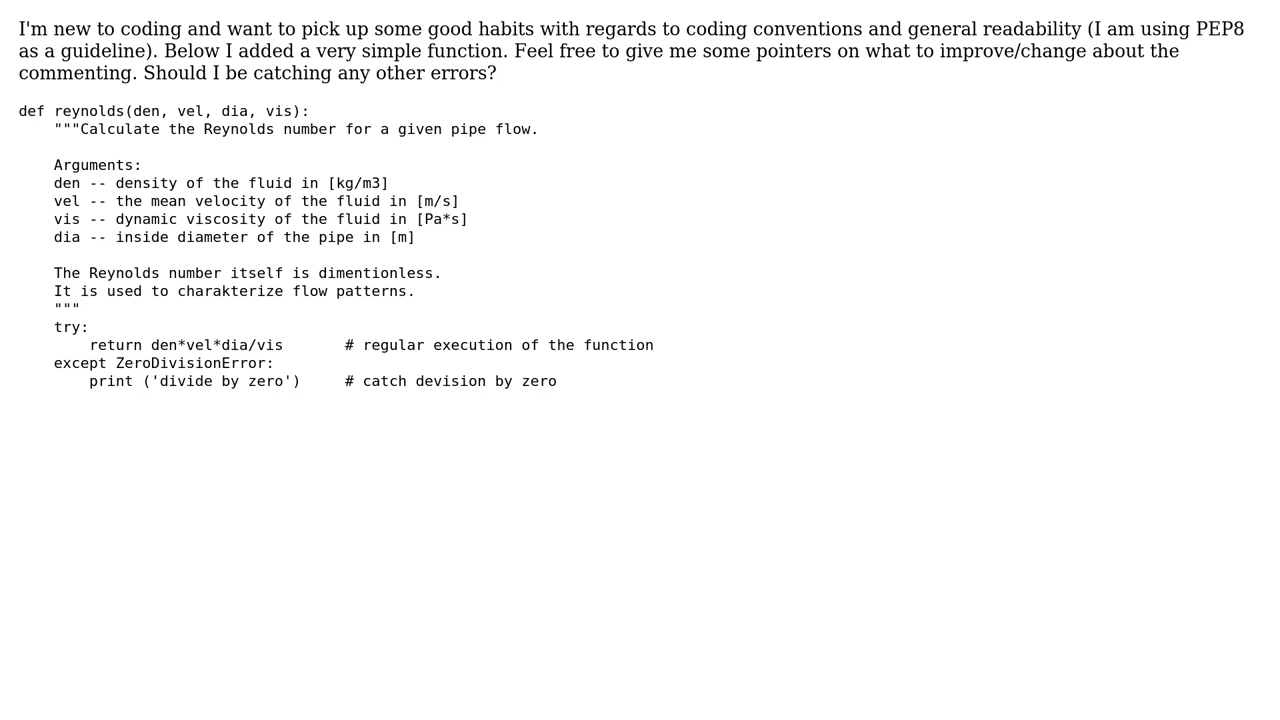 I'm new to coding and want to pick up some good habits with regards to coding conventions and general readability (I am using PEP8
as a guideline). Below I added a very simple function. Feel free to give me some pointers on what to improve/change about the
commenting. Should I be catching any other errors?
def reynolds(den, vel, dia, vis):
    """Calculate the Reynolds number for a given pipe flow.
    Arguments:
    den -- density of the fluid in [kg/m3]
    vel -- the mean velocity of the fluid in [m/s]
    vis -- dynamic viscosity of the fluid in [Pa*s]
    dia -- inside diameter of the pipe in [m]
    The Reynolds number itself is dimentionless.
    It is used to charakterize flow patterns.
    """
    try:
        return den*vel*dia/vis       # regular execution of the function
    except ZeroDivisionError:
        print ('divide by zero')     # catch devision by zero